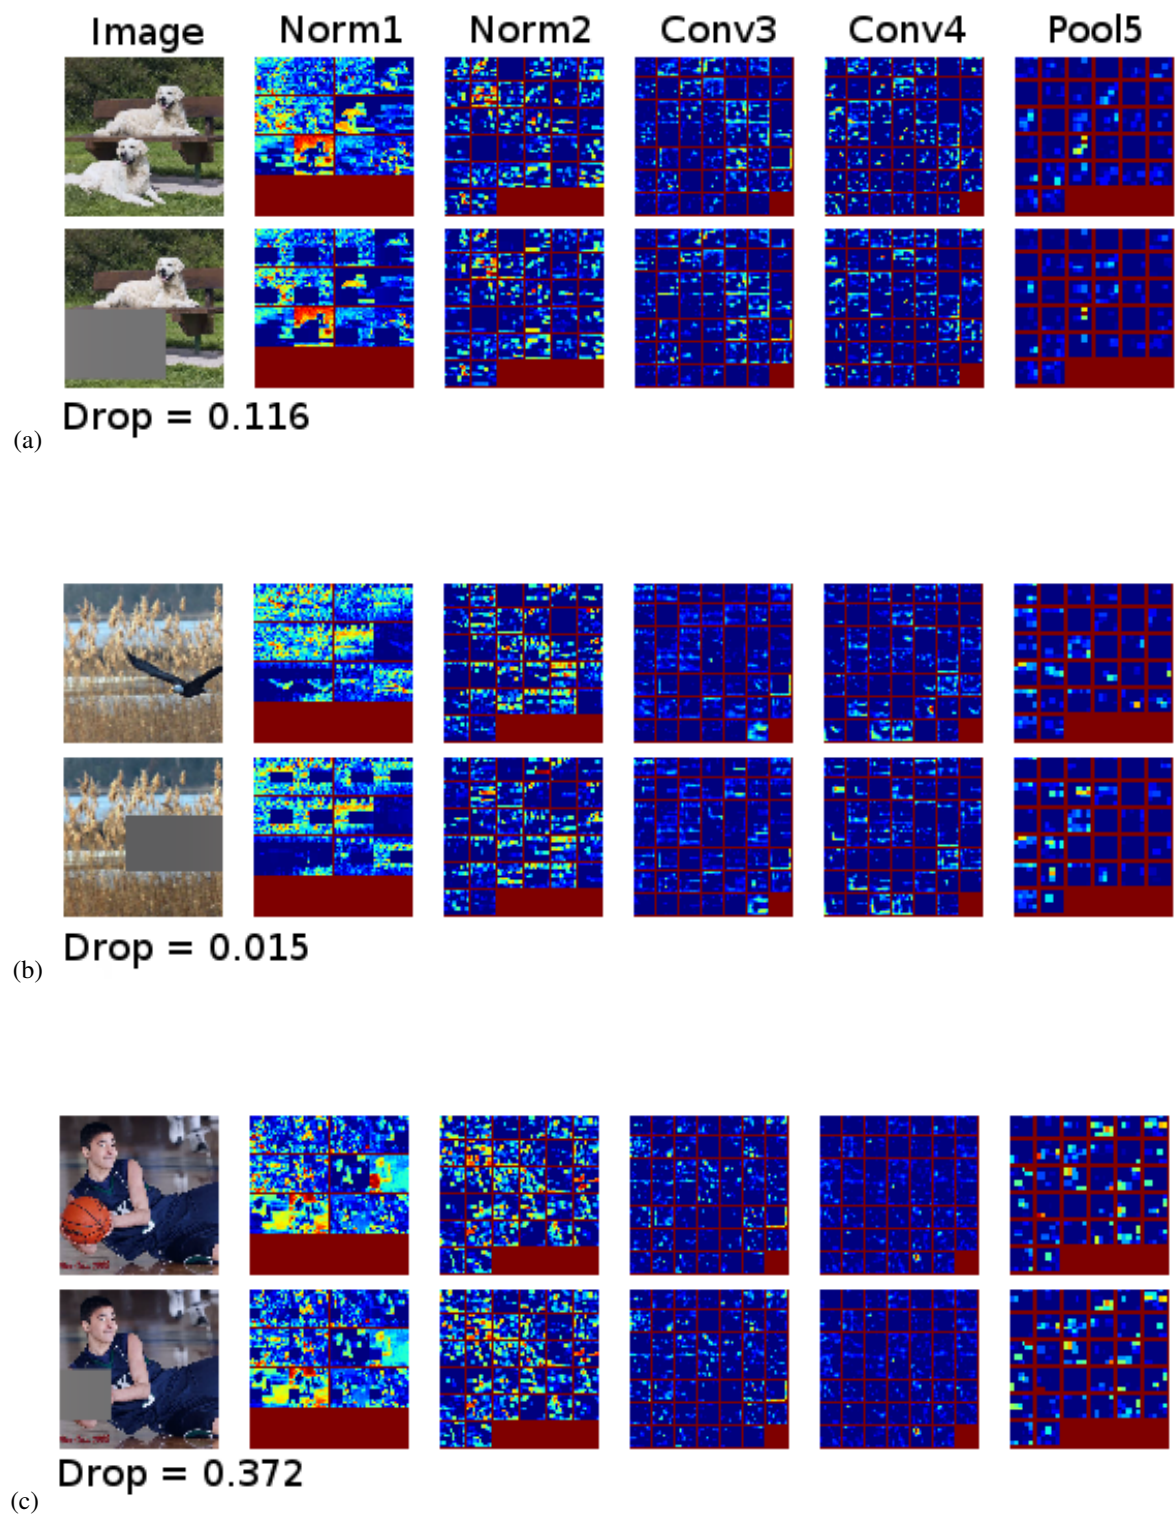 Image Norm1 Norm2 Conv3 Conv4 Pool5
Drop = 0.116
(a)
Drop = 0.015
(b)
Drop = 0.372
(c)